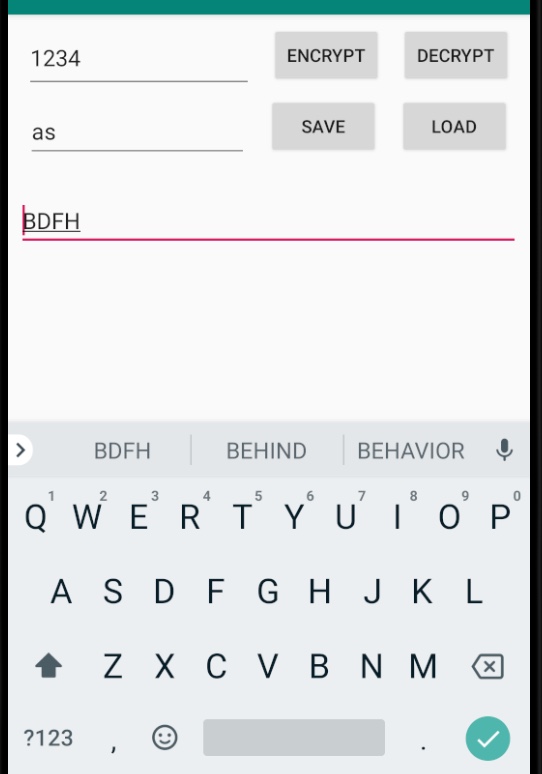 1234 ENCRYPT DECRYPT
as SAVE LOAD
BDFH
BDFH BEHIND BEHAVIOR
1 2 3 4 5 6 7 8 9 0
Q W E R T Y U I O P
A S D F G H J K L
Z X C V B N M
?123 , .